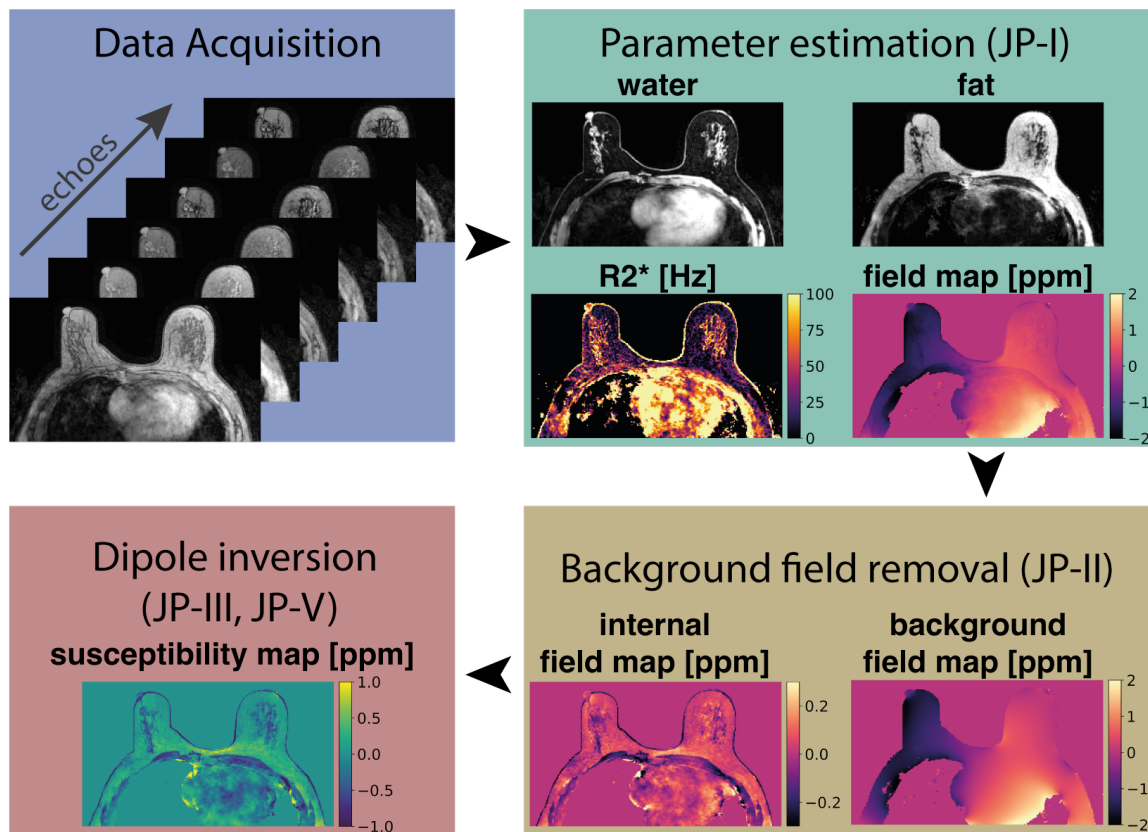 Data Acquisition
echoes
Parameter estimation (JP-I)
water
fat
R2* [Hz]
100
75
50
25
0
field map [ppm]
2
1
0
−1
−2
Background field removal (JP-II)
internal
field map [ppm]
0.2
0.0
−0.2
background
field map [ppm]
2
1
0
−1
−2
Dipole inversion
(JP-III, JP-V)
susceptibility map [ppm]
1.0
0.5
0.0
−0.5
−1.0